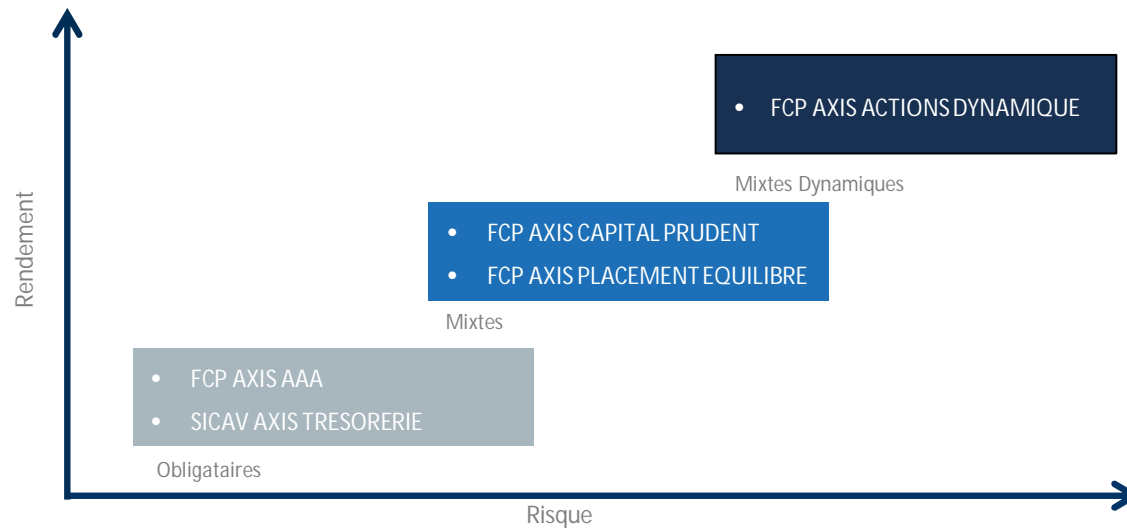 • FCP AXIS ACTIONS DYNAMIQUE
Mixtes Dynamiques
• FCP AXIS CAPITAL PRUDENT
• FCP AXIS PLACEMENT EQUILIBRE
Mixtes
• FCP AXIS AAA
• SICAV AXIS TRESORERIE
Obligataires
Rendement
Risque